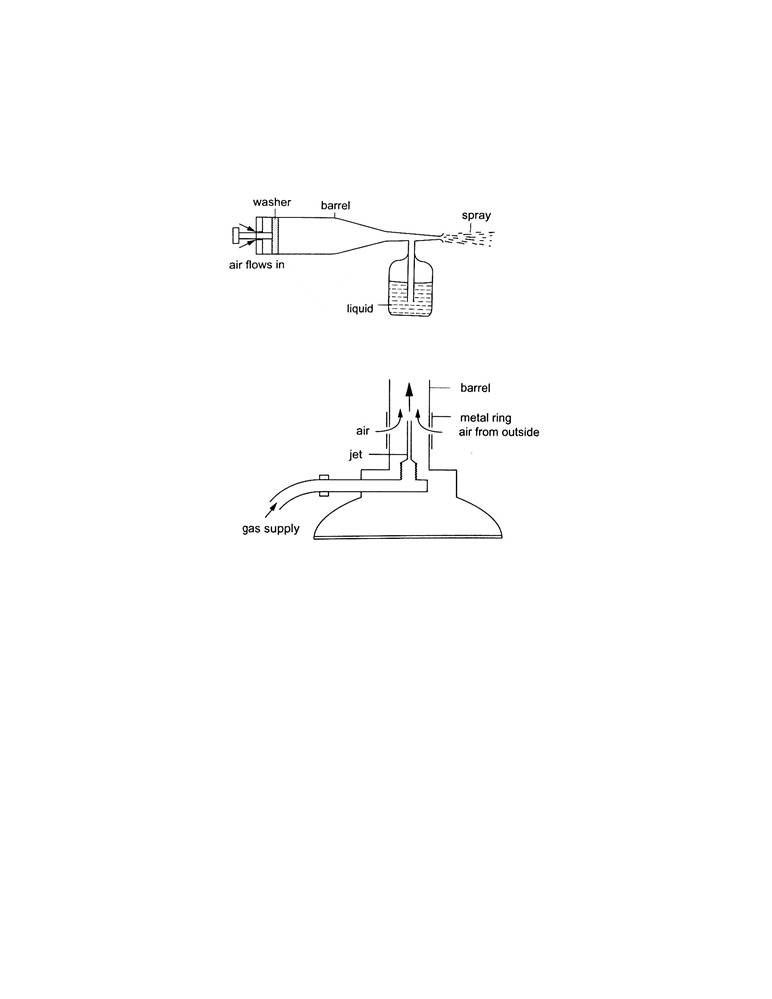 washer
barrel
spray
air flows in
liquid
barrel
metal ring
air
air from outside
jet
gas supply